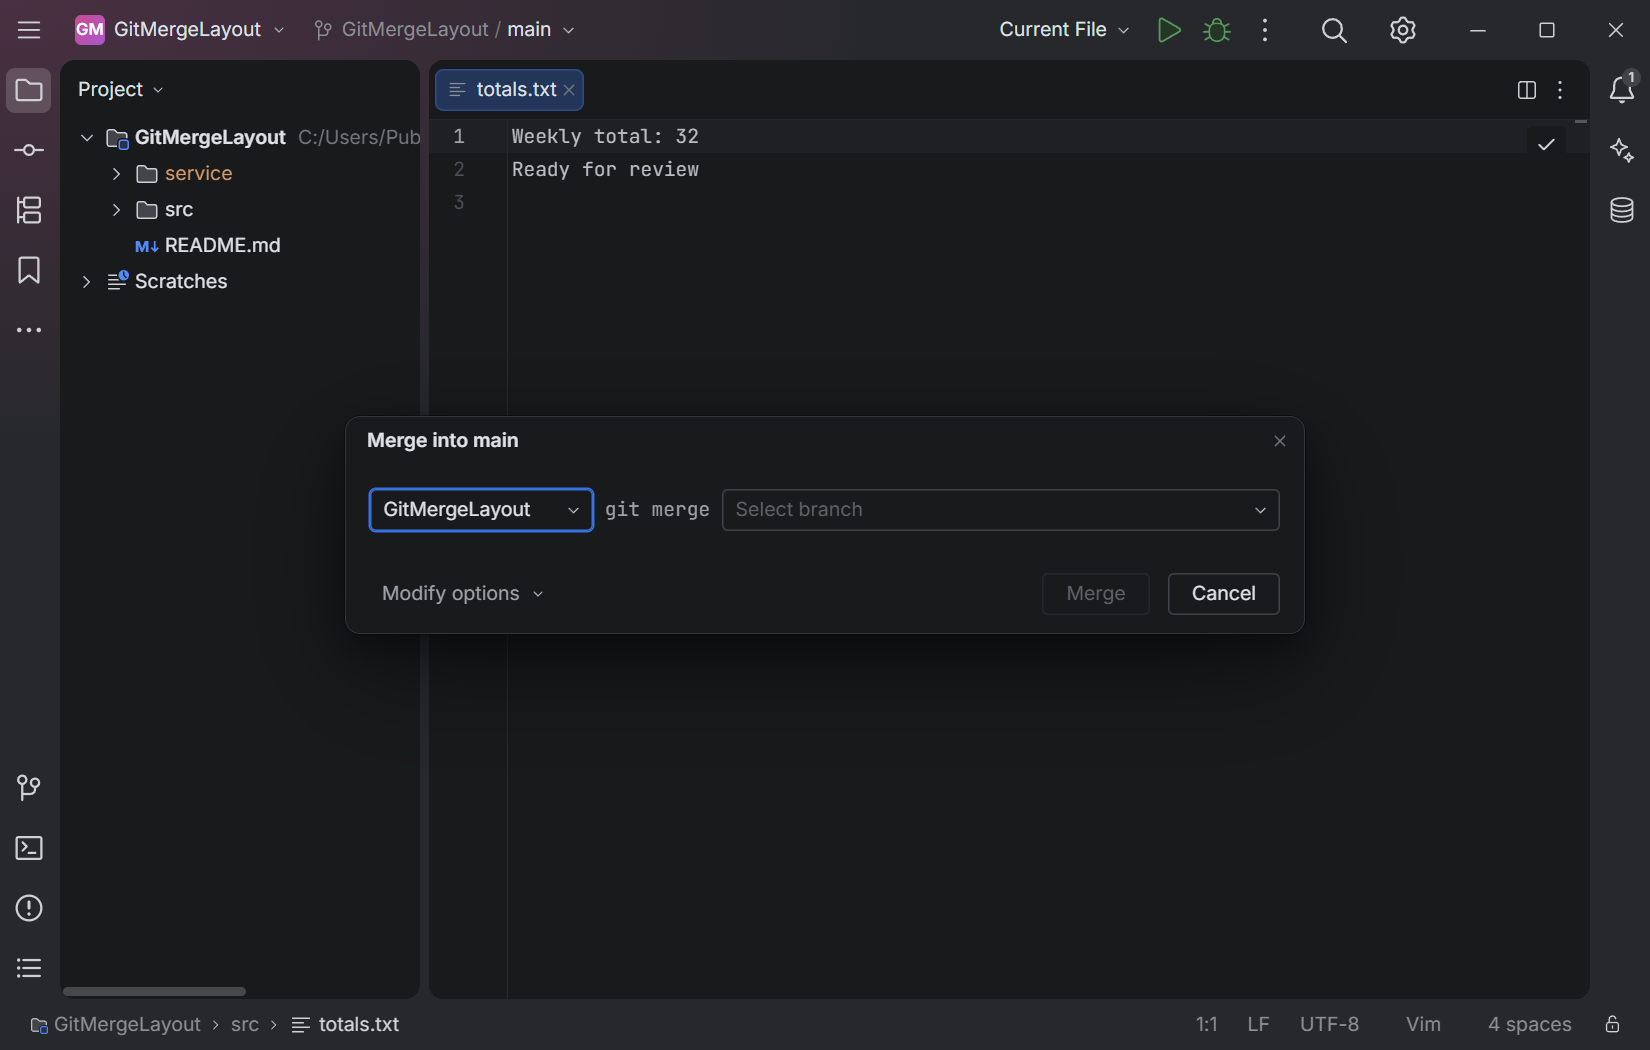 GM GitMergeLayout GitMergeLayout / main Current File
Project
totals.txt
1
GitMergeLayout C:/Users/Pub
service
src
M↓ README.md
Scratches
1 Weekly total: 32
2 Ready for review
3
Merge into main
GitMergeLayout git merge Select branch
Modify options Merge Cancel
GitMergeLayout › src › totals.txt 1:1 LF UTF-8 Vim 4 spaces